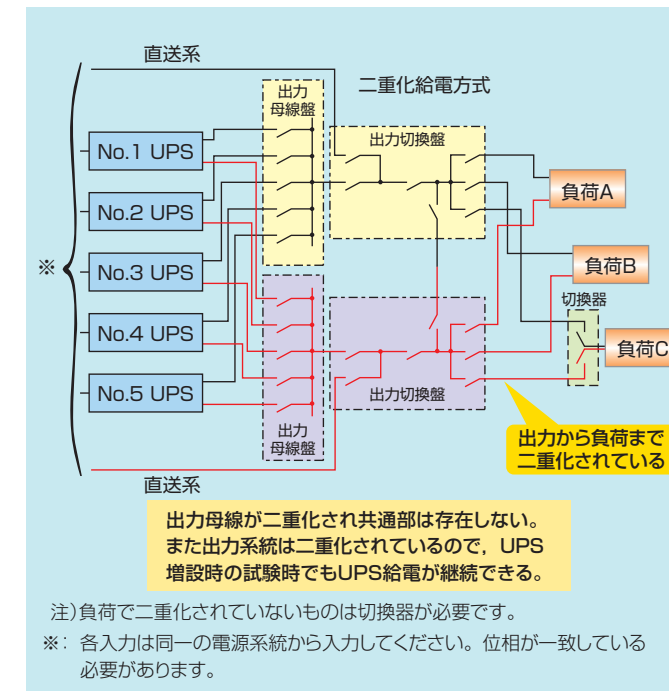 直送系
二重化給電方式
出力
母線盤
出力切換盤
No.1 UPS
No.2 UPS
No.3 UPS
No.4 UPS
No.5 UPS
※
負荷A
負荷B
切換器
負荷C
出力切換盤
出力
母線盤
直送系
出力から負荷まで
二重化されている
出力母線が二重化され共通部は存在しない。
また出力系統は二重化されているので，UPS
増設時の試験時でもUPS給電が継続できる。
注)負荷で二重化されていないものは切換器が必要です。
※： 各入力は同一の電源系統から入力してください。位相が一致している
必要があります。